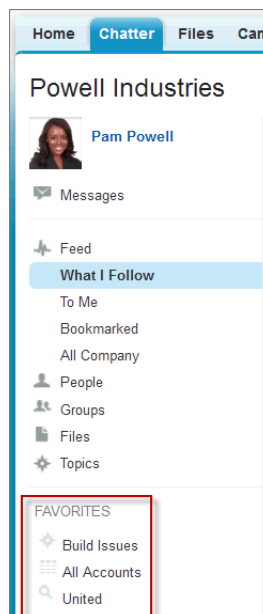 Home Chatter Files
Powell Industries
Pam Powell
Messages
Feed
What I Follow
To Me
Bookmarked
All Company
People
Groups
Files
Topics
FAVORITES
Build Issues
All Accounts
United